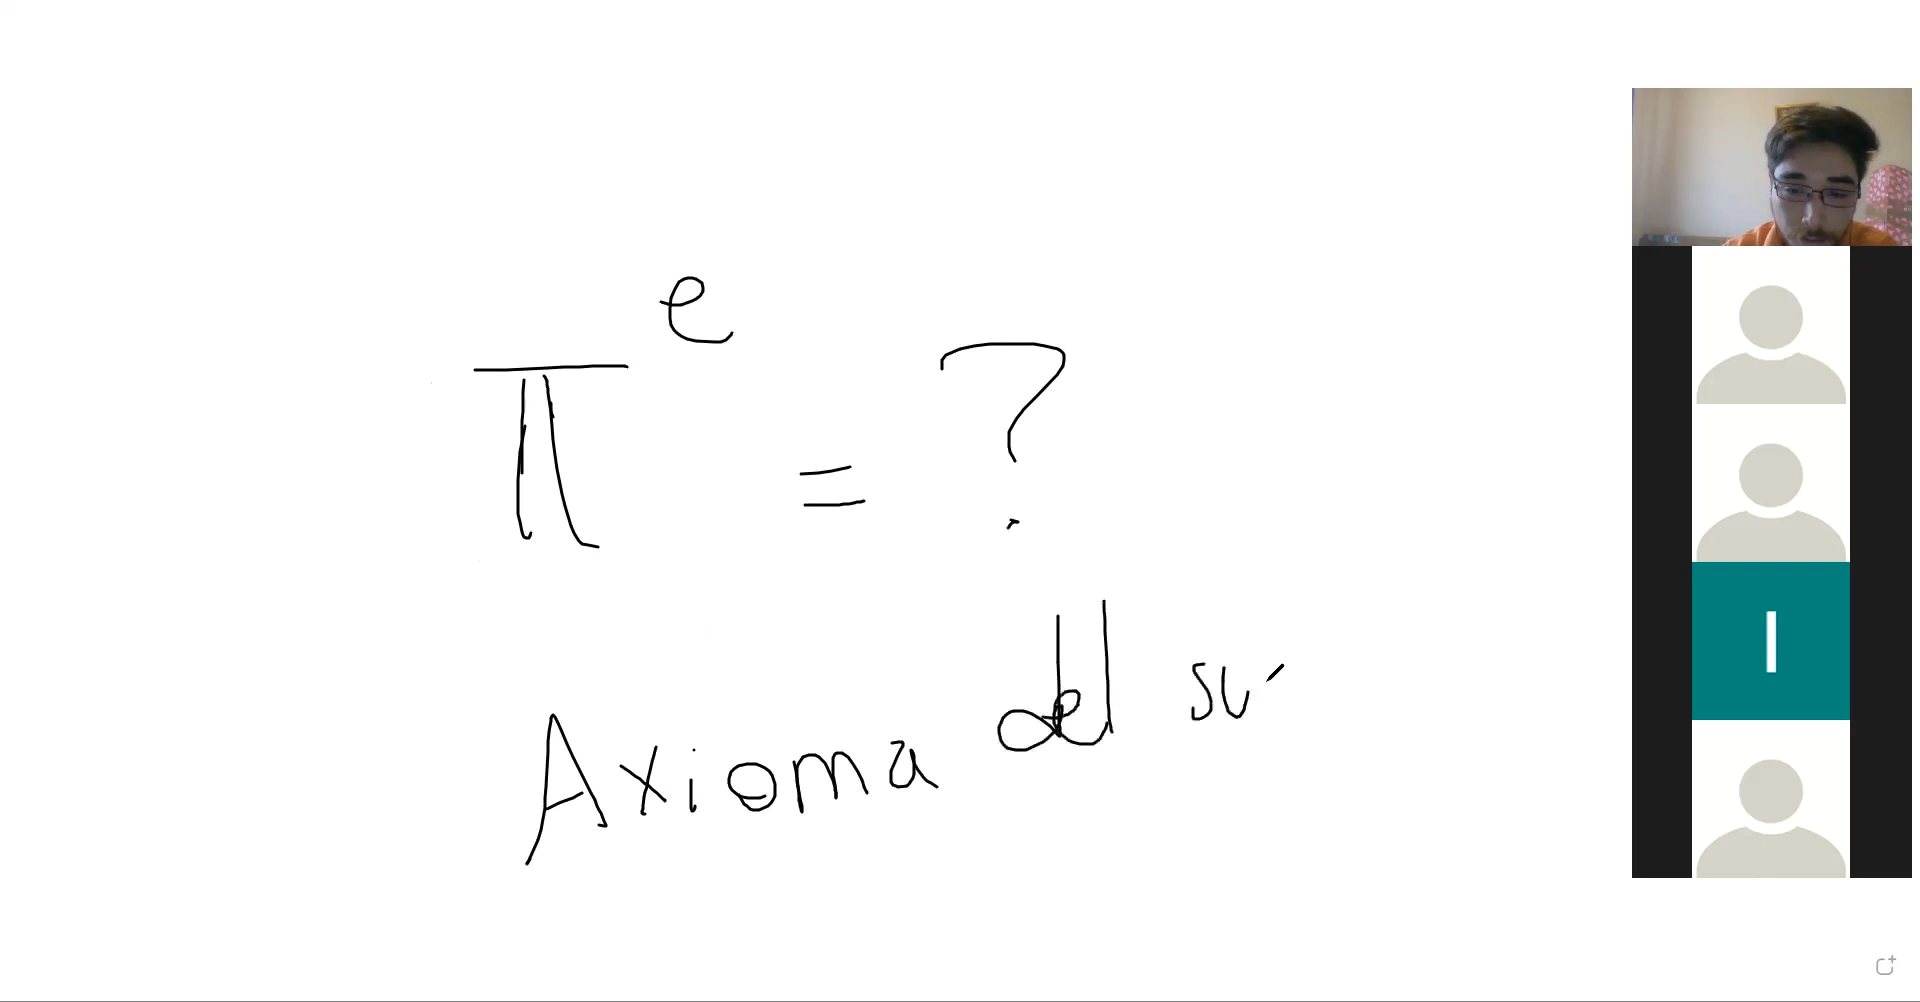 π^e = ?
Axioma del su
I